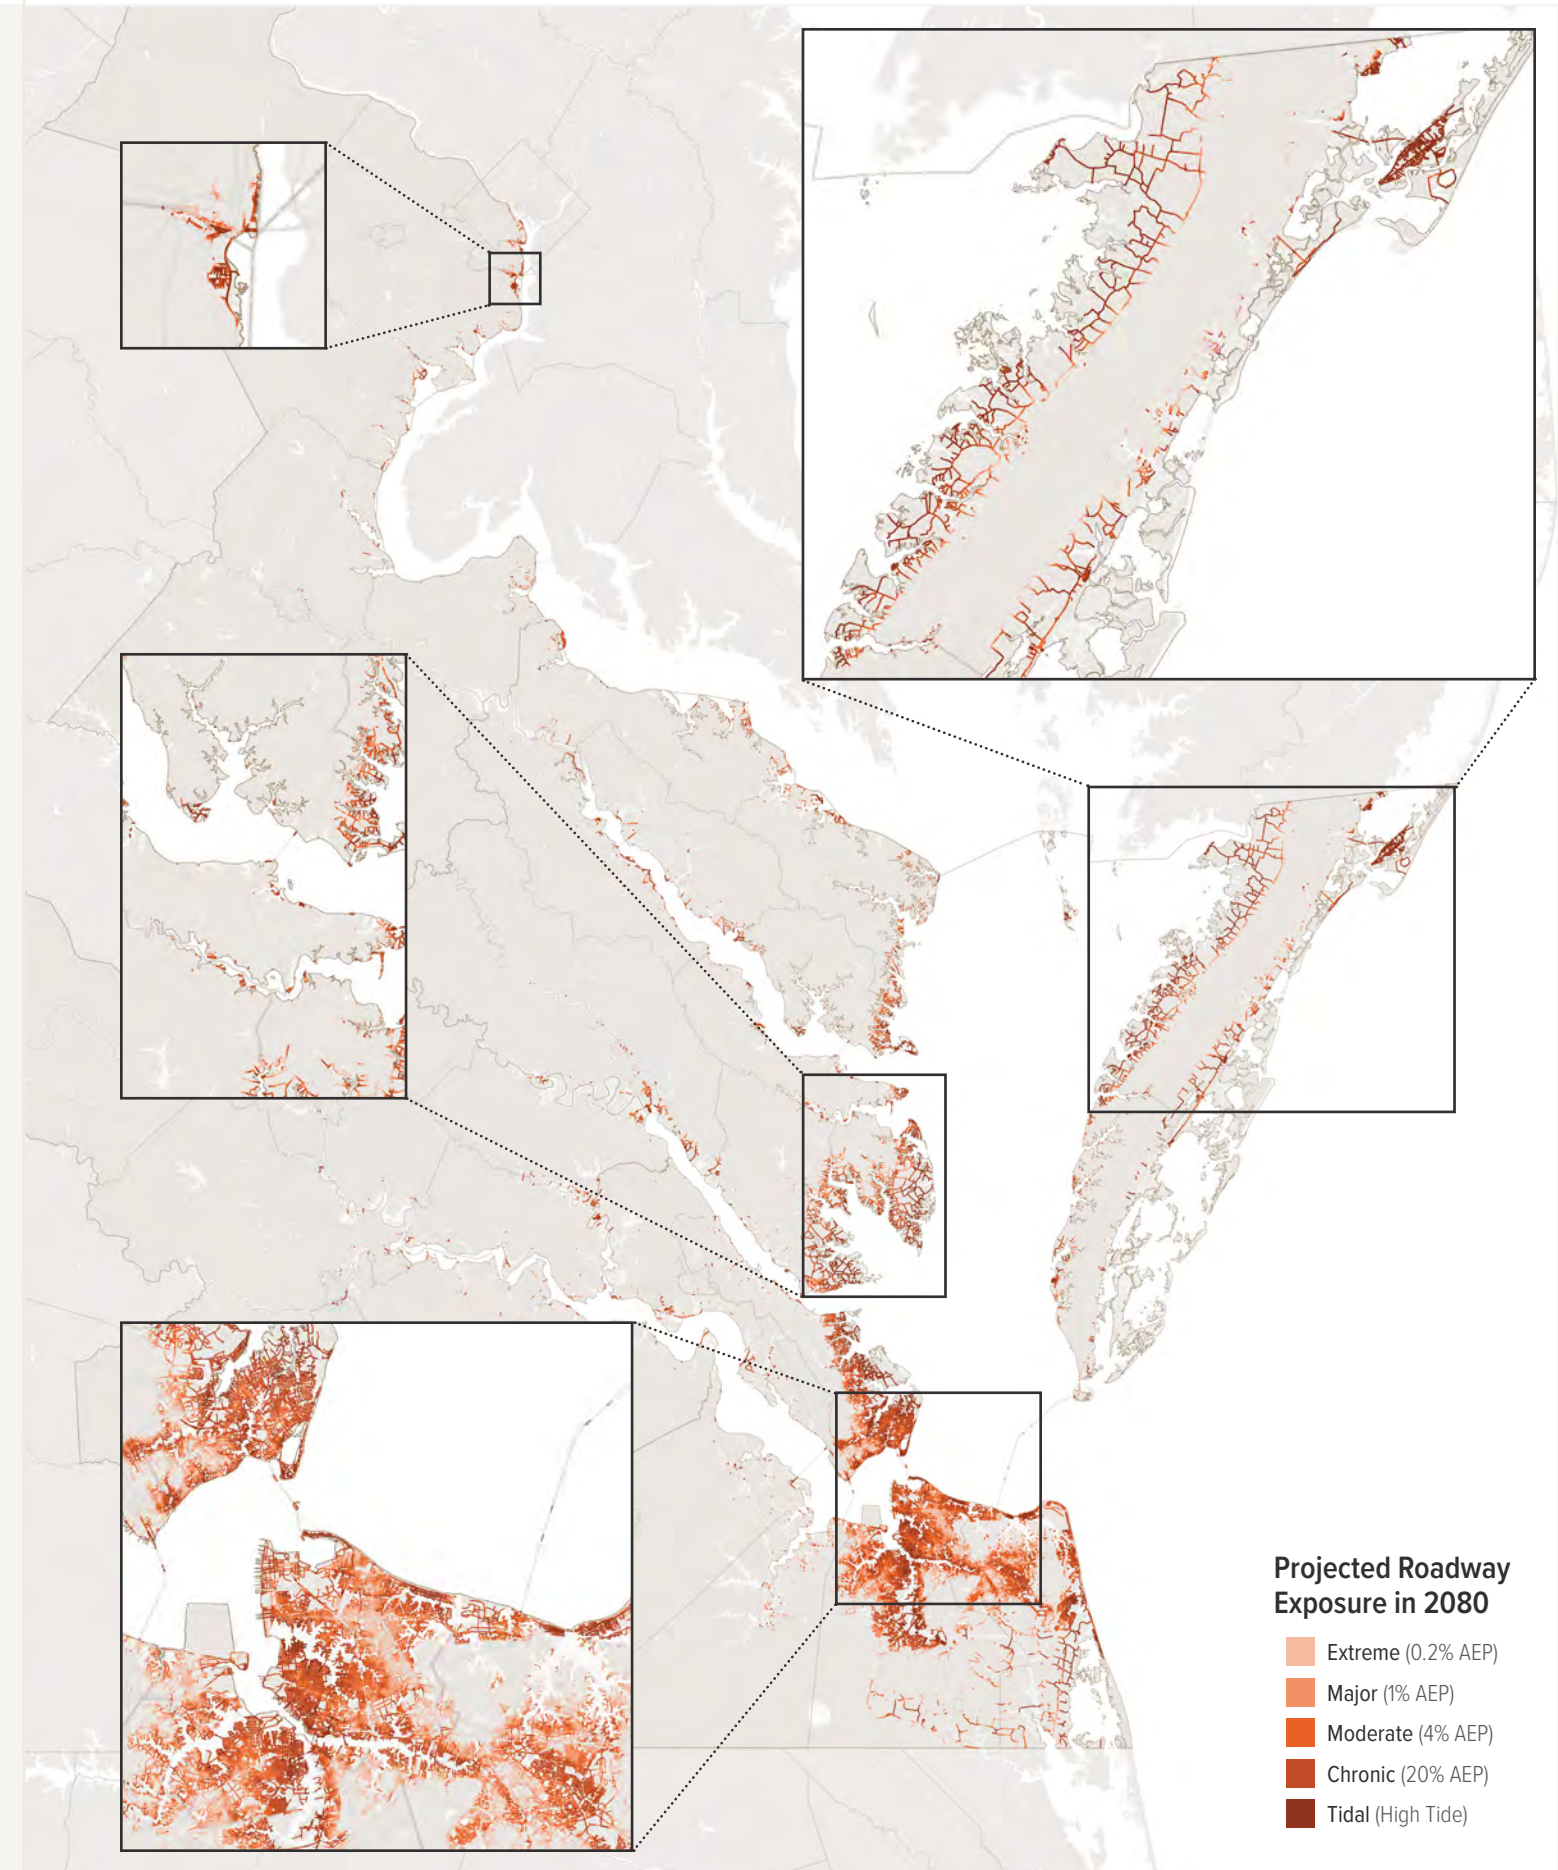 Projected Roadway
Exposure in 2080
Extreme (0.2% AEP)
Major (1% AEP)
Moderate (4% AEP)
Chronic (20% AEP)
Tidal (High Tide)